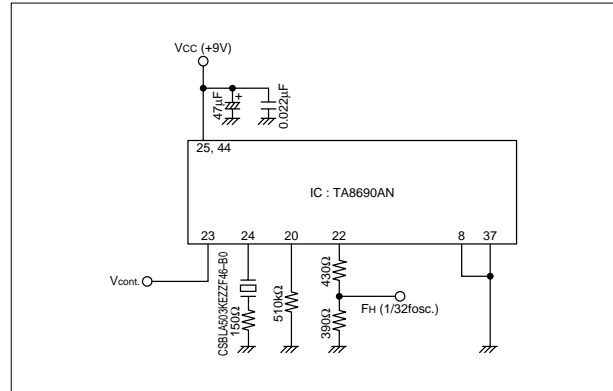 VCC (+9V)
47μF
+
0.022μF
25, 44
IC : TA8690AN
23
24
20
22
8
37
Vcont.
CSBLA503KEZZF46-B0
150Ω
510kΩ
430Ω
390Ω
FH (1/32fosc.)